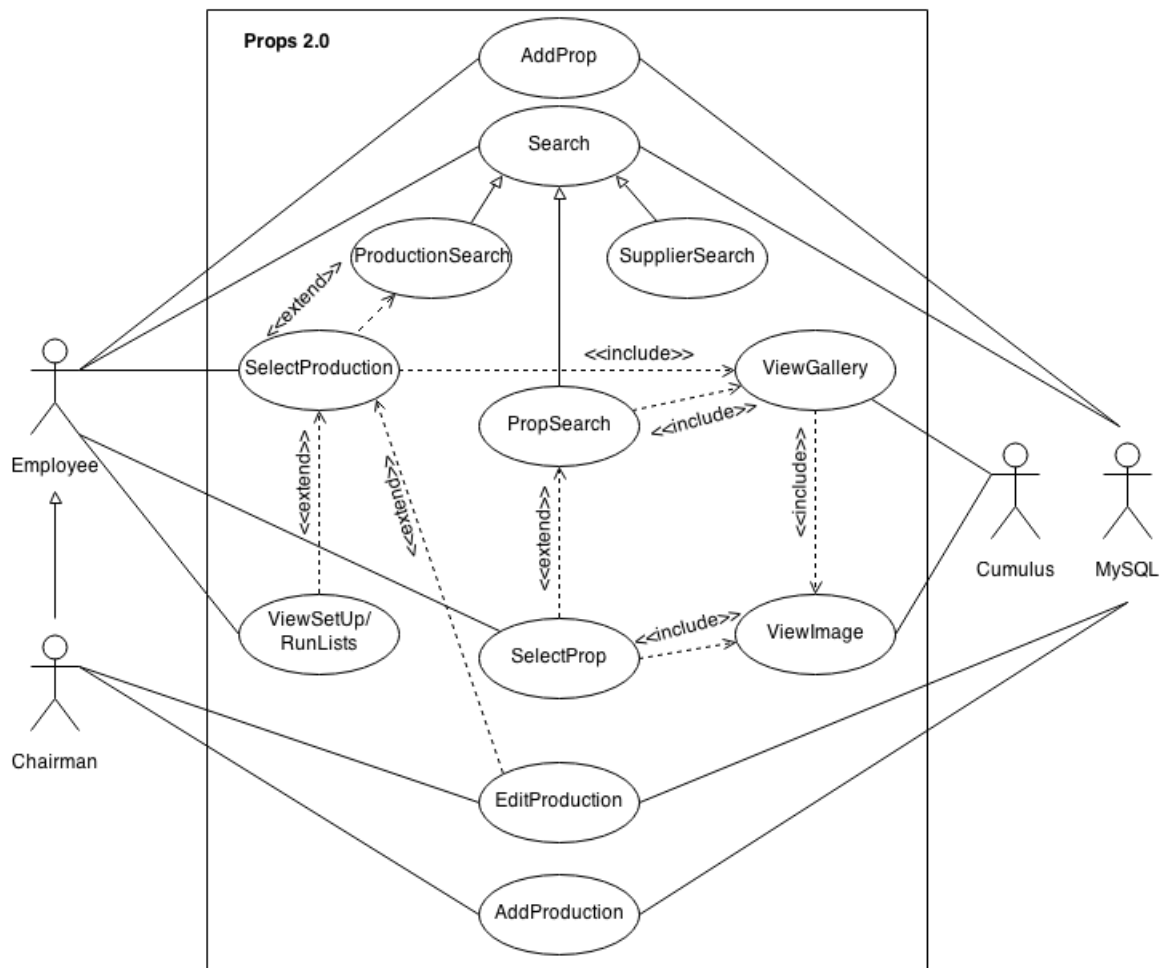 Props 2.0
AddProp
Search
ProductionSearch
SupplierSearch
<<extend>>
SelectProduction
<<include>>
ViewGallery
PropSearch
<<include>>
Employee
<<extend>>
<<extend>>
<<include>>
<<extend>>
Cumulus
MySQL
ViewSetUp/
RunLists
SelectProp
<<include>>
ViewImage
Chairman
EditProduction
AddProduction